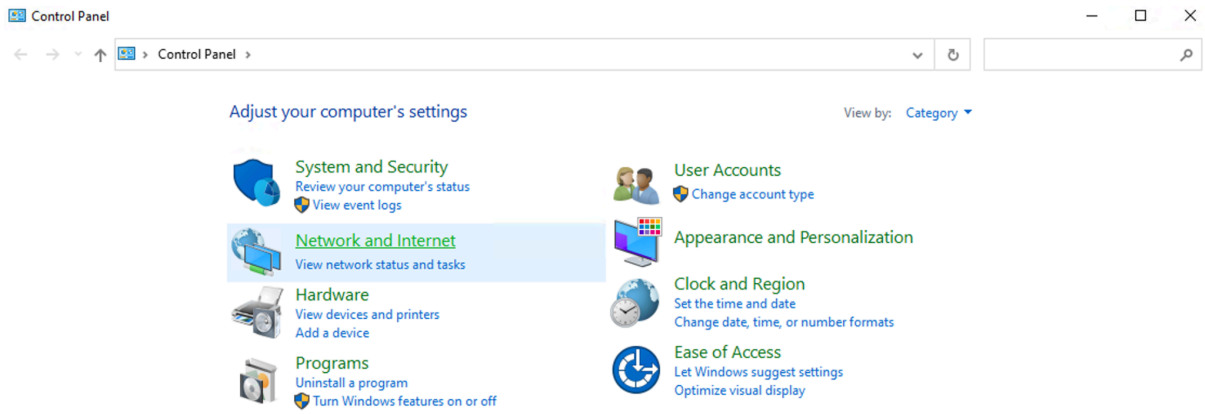 Control Panel
Control Panel
Adjust your computer's settings
View by: Category
System and Security
Review your computer's status
View event logs
Network and Internet
View network status and tasks
Hardware
View devices and printers
Add a device
Programs
Uninstall a program
Turn Windows features on or off
User Accounts
Change account type
Appearance and Personalization
Clock and Region
Set the time and date
Change date, time, or number formats
Ease of Access
Let Windows suggest settings
Optimize visual display